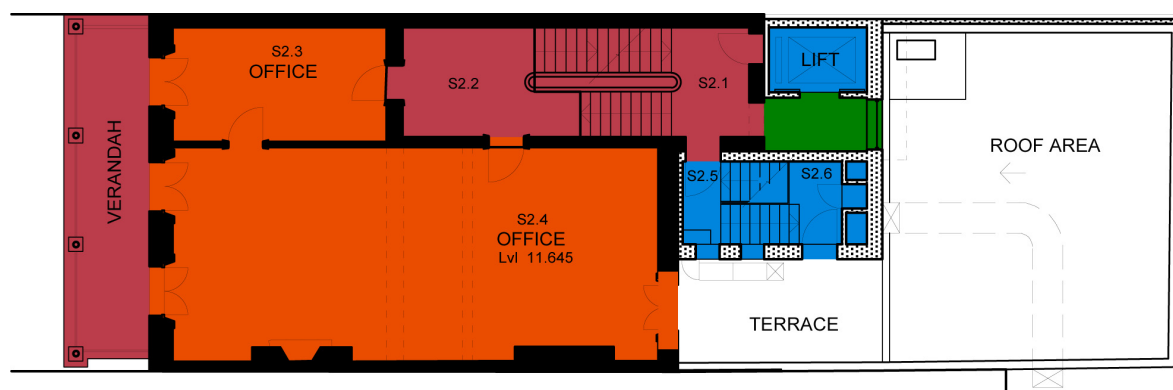 S2.3
OFFICE
S2.2
S2.1
LIFT
ROOF AREA
VERANDAH
S2.5
S2.6
S2.4
OFFICE
Lvl 11.645
TERRACE